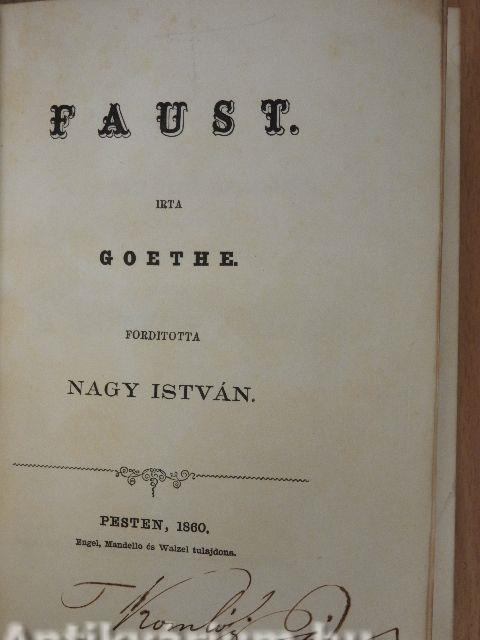 FAUST.
IRTA
GOETHE.
FORDITOTTA
NAGY ISTVÁN.
PESTEN, 1860.
Engel, Mandello és Walzel tulajdona.